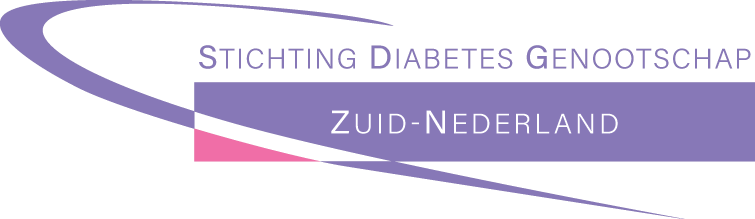 Stichting Diabetes Genootschap
Zuid-Nederland